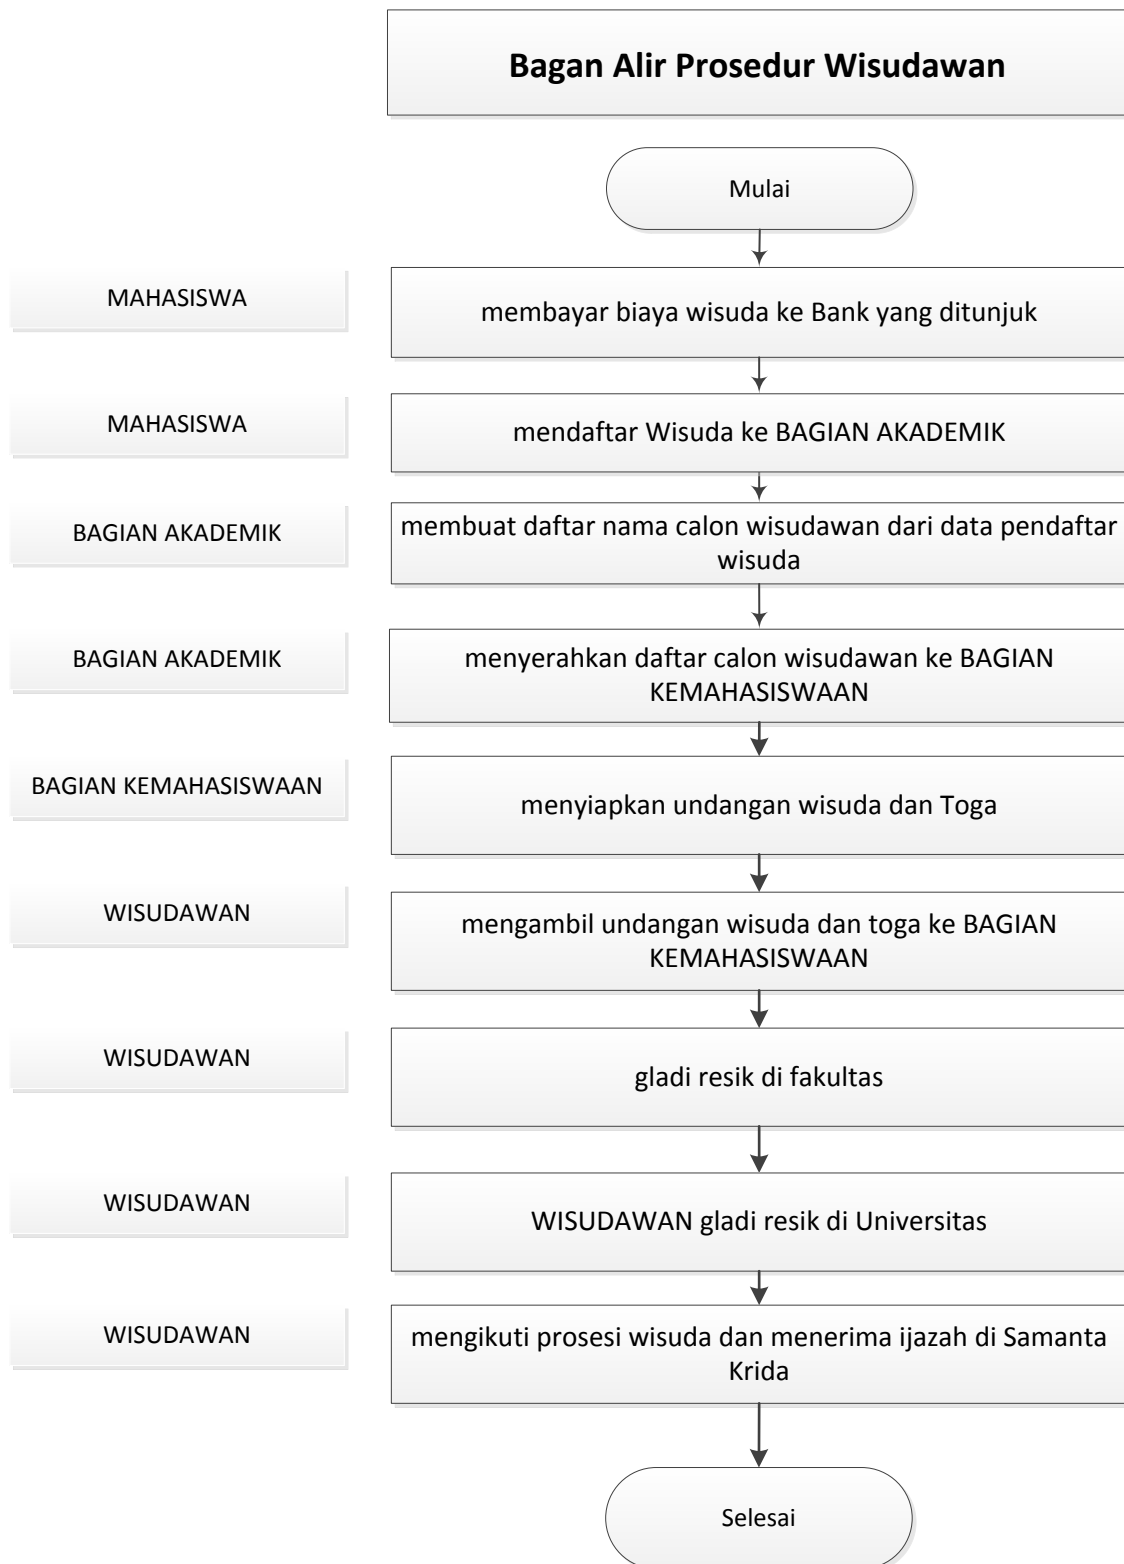 Bagan Alir Prosedur Wisudawan
Mulai
MAHASISWA
membayar biaya wisuda ke Bank yang ditunjuk
MAHASISWA
mendaftar Wisuda ke BAGIAN AKADEMIK
BAGIAN AKADEMIK
membuat daftar nama calon wisudawan dari data pendaftar
wisuda
BAGIAN AKADEMIK
menyerahkan daftar calon wisudawan ke BAGIAN
KEMAHASISWAAN
BAGIAN KEMAHASISWAAN
menyiapkan undangan wisuda dan Toga
WISUDAWAN
mengambil undangan wisuda dan toga ke BAGIAN
KEMAHASISWAAN
WISUDAWAN
gladi resik di fakultas
WISUDAWAN
WISUDAWAN gladi resik di Universitas
WISUDAWAN
mengikuti prosesi wisuda dan menerima ijazah di Samanta
Krida
Selesai